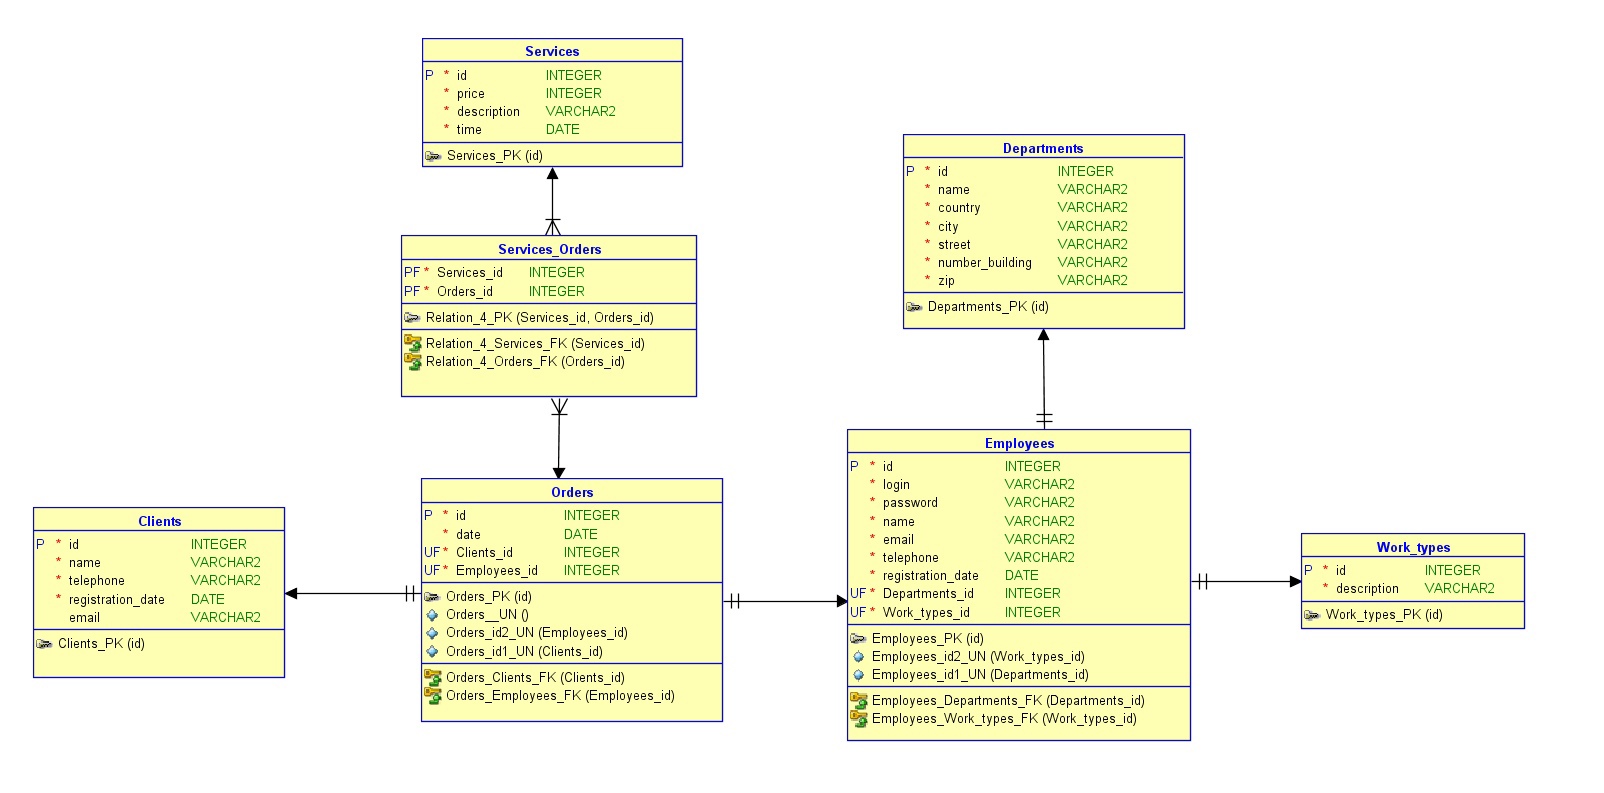 Services
P * id INTEGER
* price INTEGER
* description VARCHAR2
* time DATE
Services_PK (id)
Departments
P * id INTEGER
* name VARCHAR2
* country VARCHAR2
* city VARCHAR2
* street VARCHAR2
* number_building VARCHAR2
* zip VARCHAR2
Departments_PK (id)
Services_Orders
PF * Services_id INTEGER
PF * Orders_id INTEGER
Relation_4_PK (Services_id, Orders_id)
Relation_4_Services_FK (Services_id)
Relation_4_Orders_FK (Orders_id)
Clients
P * id INTEGER
* name VARCHAR2
* telephone VARCHAR2
* registration_date DATE
email VARCHAR2
Clients_PK (id)
Orders
P * id INTEGER
* date DATE
UF * Clients_id INTEGER
UF * Employees_id INTEGER
Orders_PK (id)
Orders__UN ()
Orders_id2_UN (Employees_id)
Orders_id1_UN (Clients_id)
Orders_Clients_FK (Clients_id)
Orders_Employees_FK (Employees_id)
Employees
P * id INTEGER
* login VARCHAR2
* password VARCHAR2
* name VARCHAR2
* email VARCHAR2
* telephone VARCHAR2
* registration_date DATE
UF * Departments_id INTEGER
UF * Work_types_id INTEGER
Employees_PK (id)
Employees_id2_UN (Work_types_id)
Employees_id1_UN (Departments_id)
Employees_Departments_FK (Departments_id)
Employees_Work_types_FK (Work_types_id)
Work_types
P * id INTEGER
* description VARCHAR2
Work_types_PK (id)